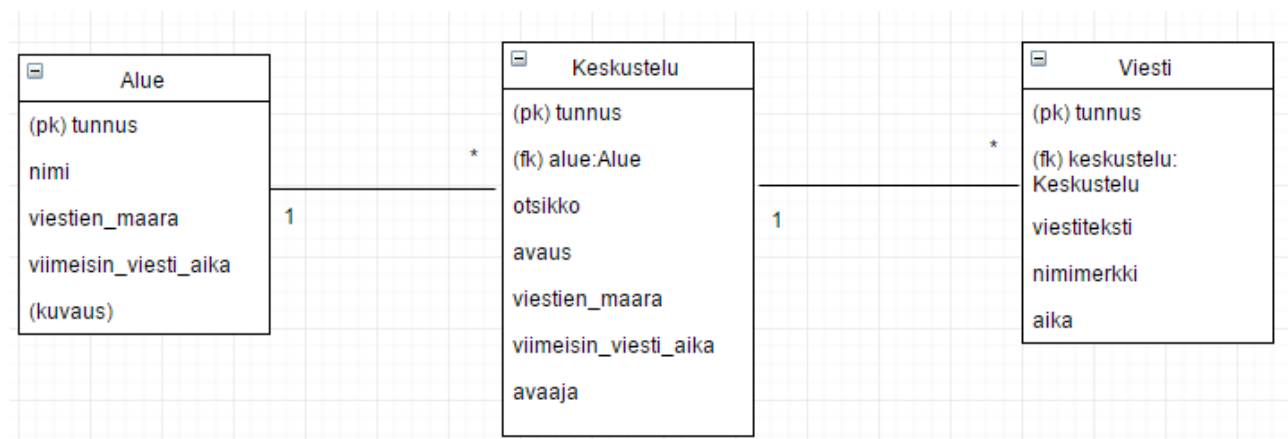 Alue
(pk) tunnus
nimi
viestien_maara
viimeisin_viesti_aika
(kuvaus)
1
*
Keskustelu
(pk) tunnus
(fk) alue:Alue
otsikko
avaus
viestien_maara
viimeisin_viesti_aika
avaaja
1
*
Viesti
(pk) tunnus
(fk) keskustelu:
Keskustelu
viestiteksti
nimimerkki
aika